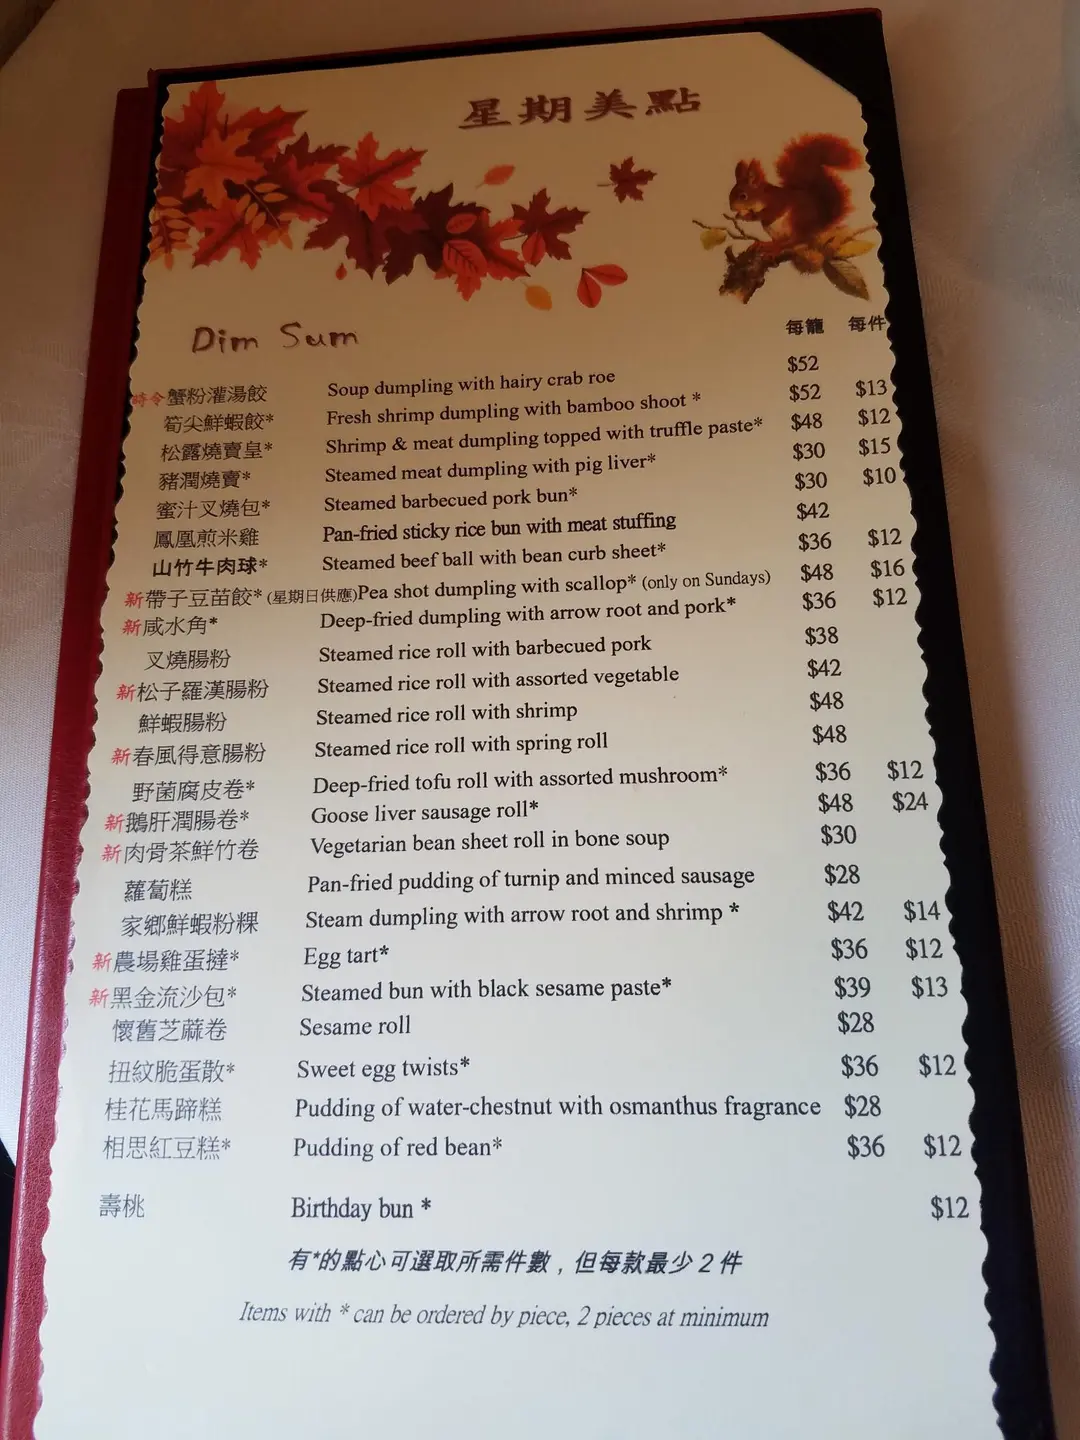 星期美點
Dim Sum
每籠 每件
時令蟹粉灌湯餃 Soup dumpling with hairy crab roe $52
筍尖鮮蝦餃* Fresh shrimp dumpling with bamboo shoot * $52 $13
松露燒賣皇* Shrimp & meat dumpling topped with truffle paste* $48 $12
豬潤燒賣* Steamed meat dumpling with pig liver* $30 $15
蜜汁叉燒包* Steamed barbecued pork bun* $30 $10
鳳凰煎米雞 Pan-fried sticky rice bun with meat stuffing $42
山竹牛肉球* Steamed beef ball with bean curb sheet* $36 $12
新帶子豆苗餃* (星期日供應)Pea shot dumpling with scallop* (only on Sundays) $48 $16
新咸水角* Deep-fried dumpling with arrow root and pork* $36 $12
叉燒腸粉 Steamed rice roll with barbecued pork $38
新松子羅漢腸粉 Steamed rice roll with assorted vegetable $42
鮮蝦腸粉 Steamed rice roll with shrimp $48
新春風得意腸粉 Steamed rice roll with spring roll $48
野菌腐皮卷* Deep-fried tofu roll with assorted mushroom* $36 $12
新鵝肝潤腸卷* Goose liver sausage roll* $48 $24
新肉骨茶鮮竹卷 Vegetarian bean sheet roll in bone soup $30
蘿蔔糕 Pan-fried pudding of turnip and minced sausage $28
家鄉鮮蝦粉粿 Steam dumpling with arrow root and shrimp * $42 $14
新農場雞蛋撻* Egg tart* $36 $12
新黑金流沙包* Steamed bun with black sesame paste* $39 $13
懷舊芝蔴卷 Sesame roll $28
扭紋脆蛋散* Sweet egg twists* $36 $12
桂花馬蹄糕 Pudding of water-chestnut with osmanthus fragrance $28
相思紅豆糕* Pudding of red bean* $36 $12
壽桃 Birthday bun * $12
有*的點心可選取所需件數，但每款最少 2 件
Items with * can be ordered by piece, 2 pieces at minimum